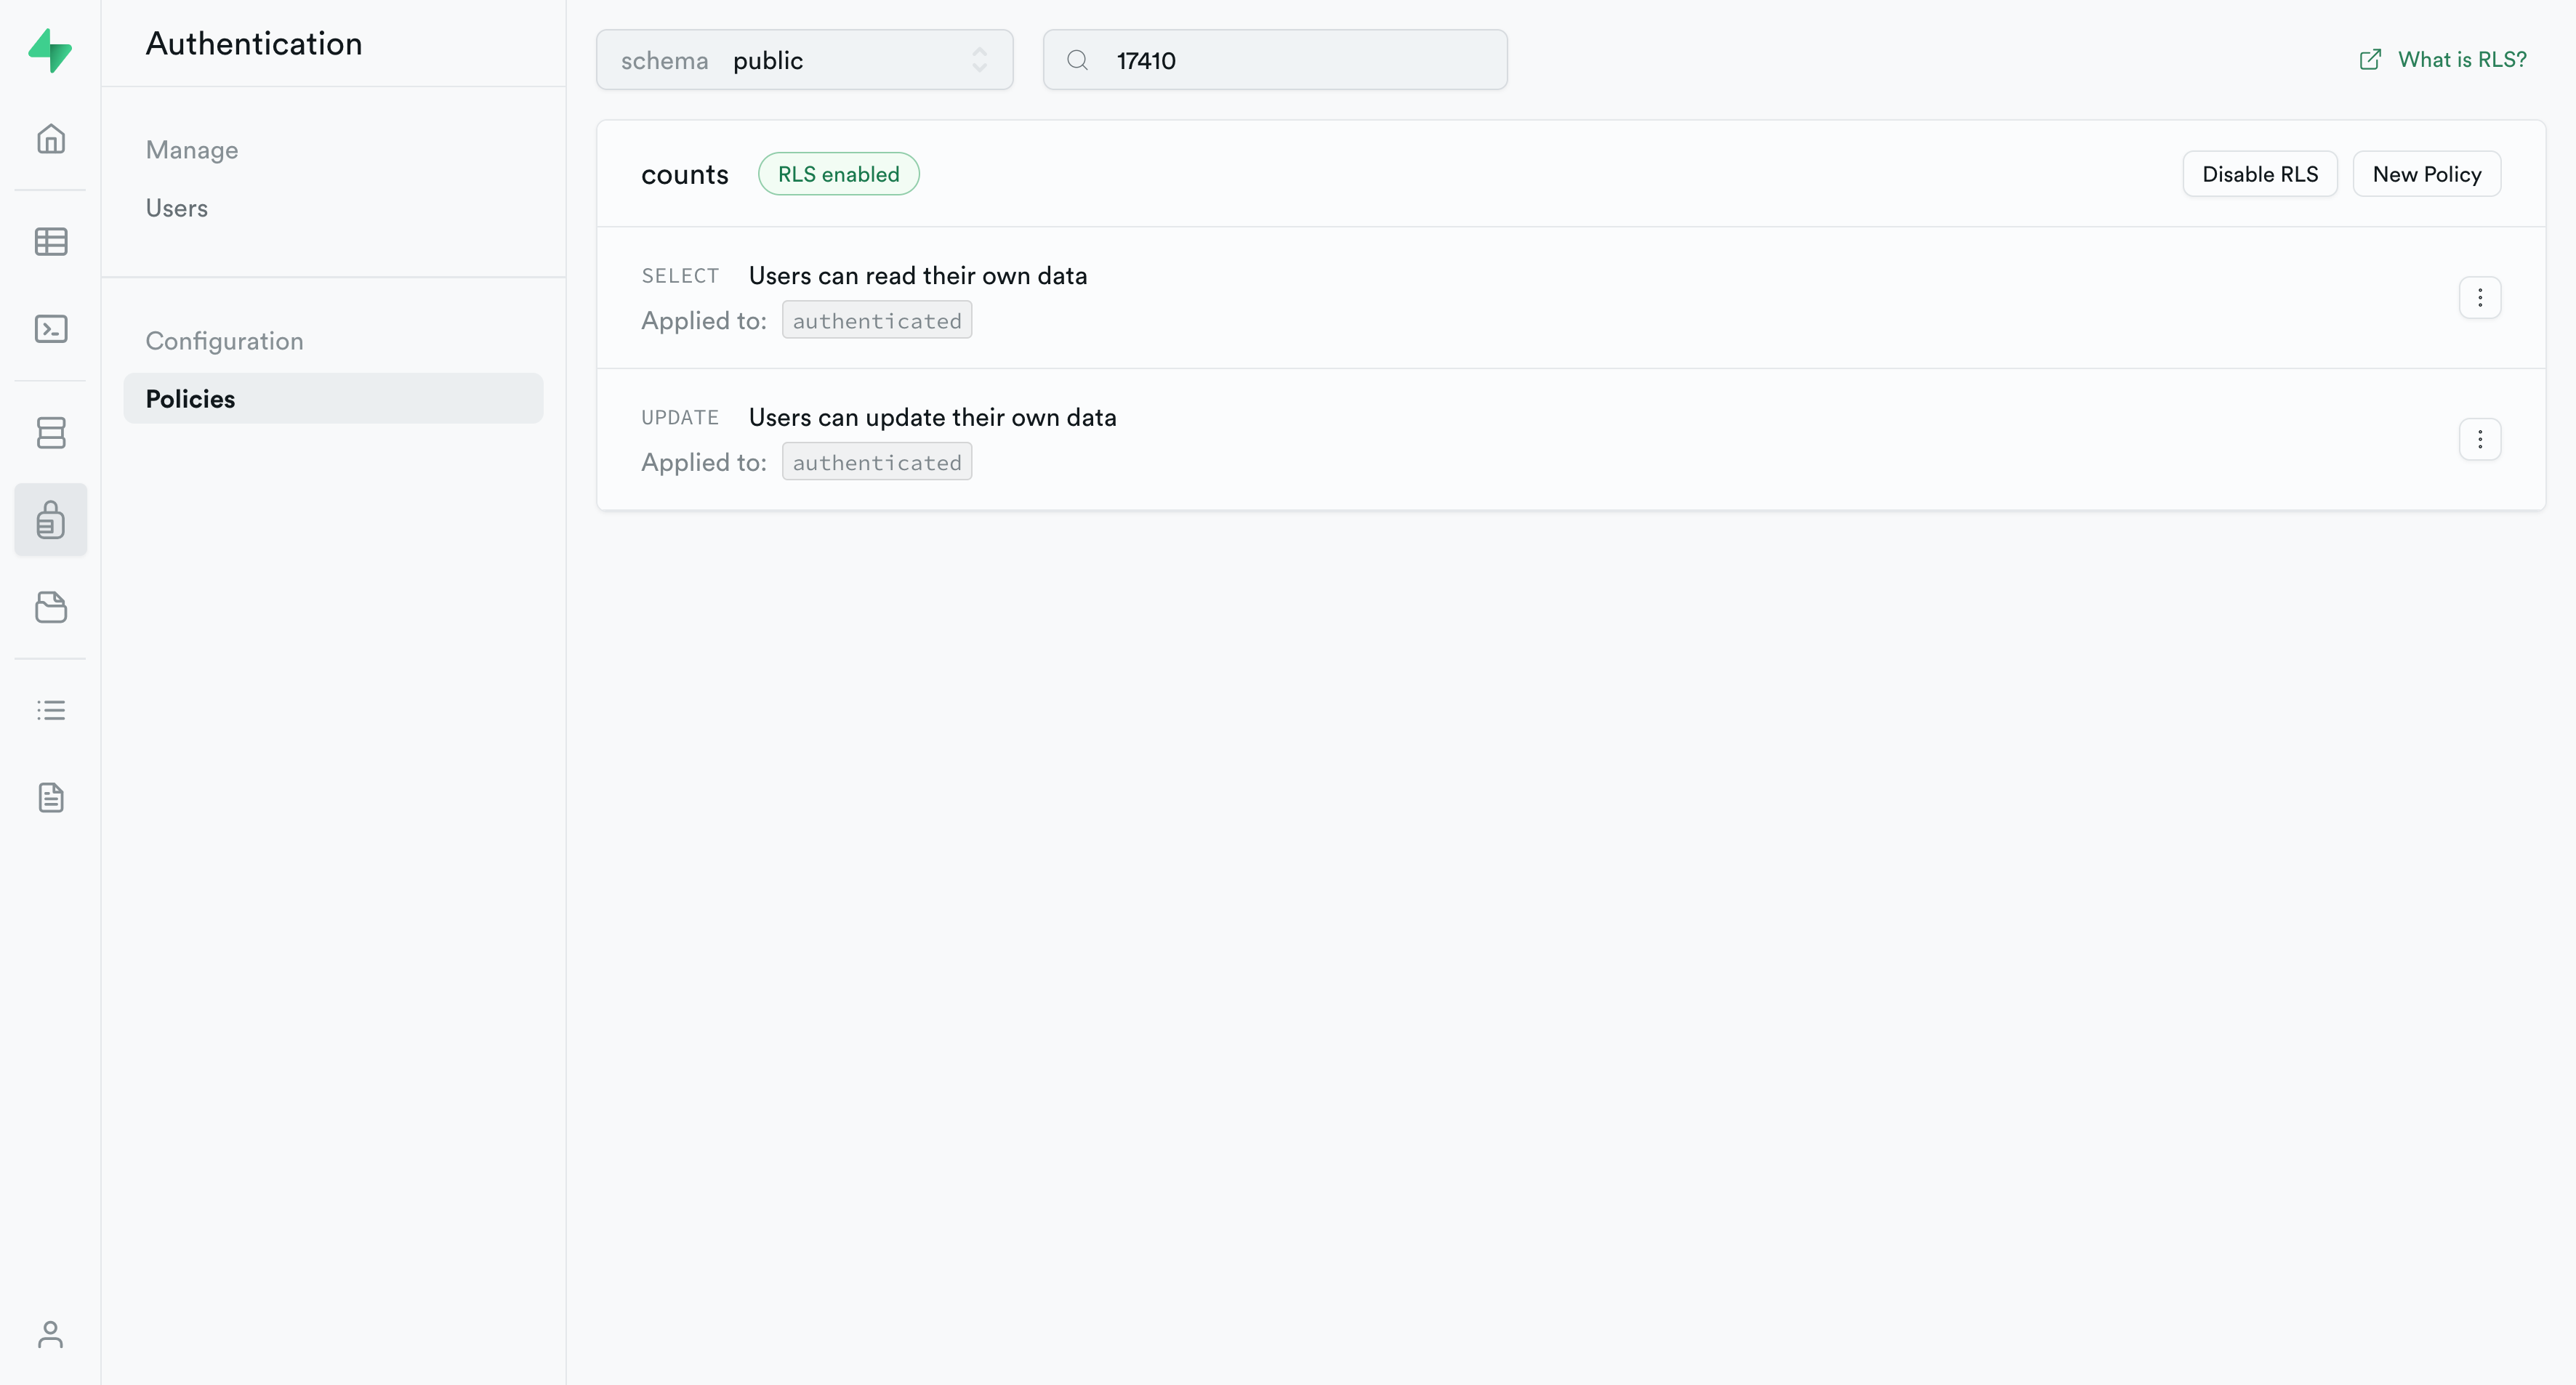 Authentication
Manage
Users
Configuration
Policies
schema public
17410
What is RLS?
counts RLS enabled
Disable RLS New Policy
SELECT Users can read their own data
Applied to: authenticated
UPDATE Users can update their own data
Applied to: authenticated